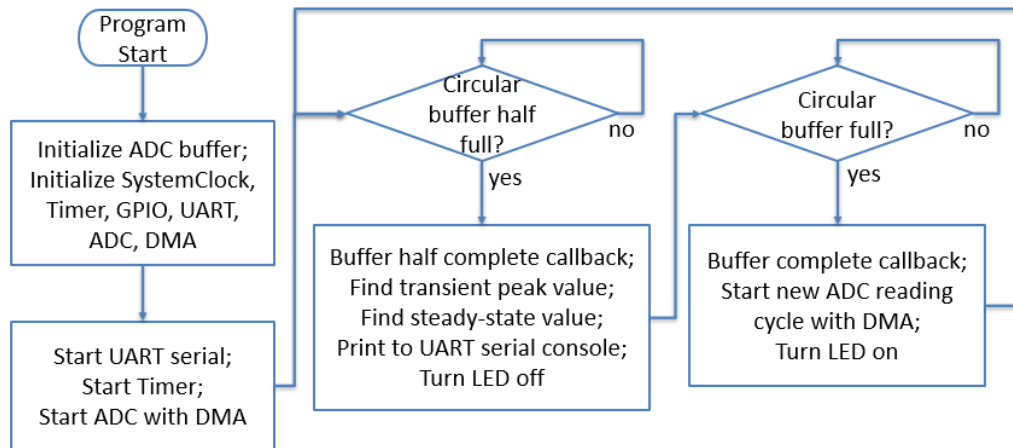 Program
Start
Initialize ADC buffer;
Initialize SystemClock,
Timer, GPIO, UART,
ADC, DMA
Start UART serial;
Start Timer;
Start ADC with DMA
Circular
buffer half
full?
no
yes
Buffer half complete callback;
Find transient peak value;
Find steady-state value;
Print to UART serial console;
Turn LED off
Circular
buffer full?
no
yes
Buffer complete callback;
Start new ADC reading
cycle with DMA;
Turn LED on